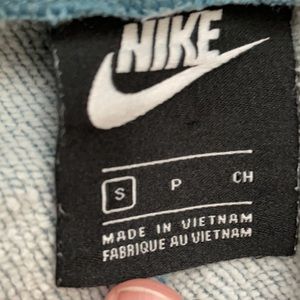 NIKE
S P CH
MADE IN VIETNAM
FABRIQUE AU VIETNAM